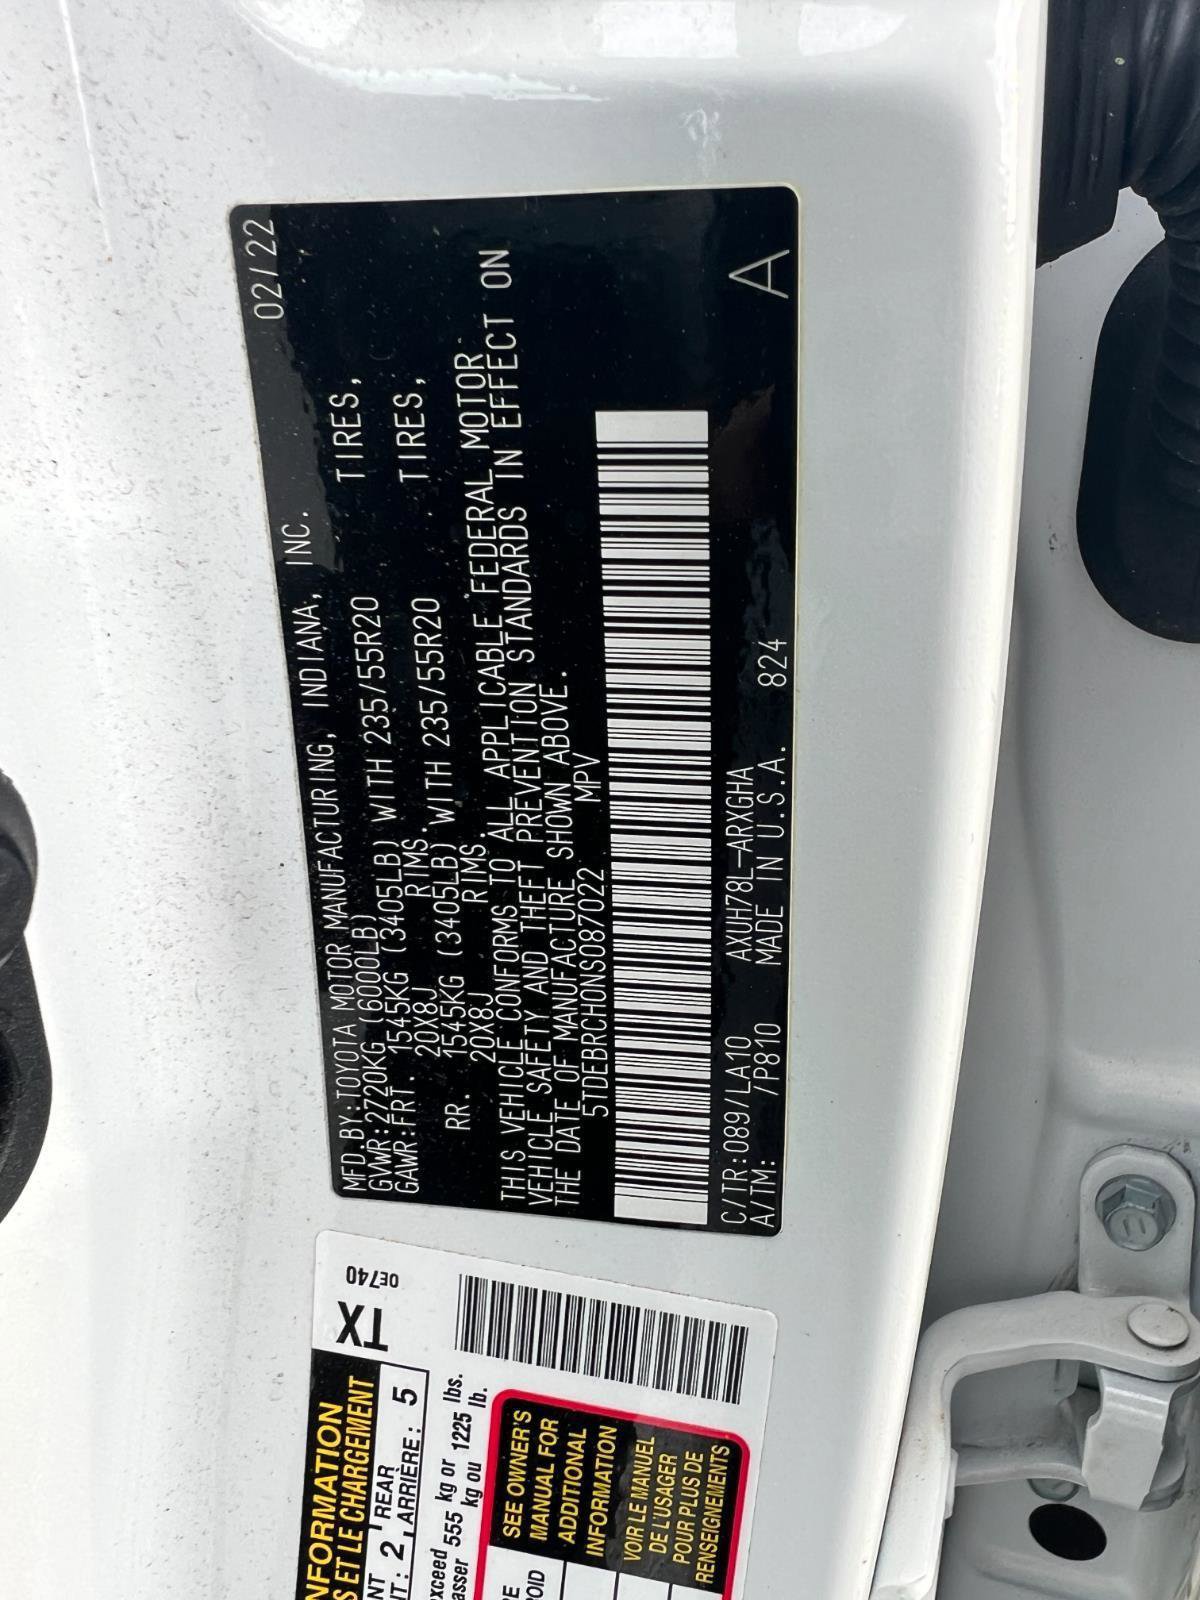 MFD.BY:TOYOTA MOTOR MANUFACTURING, INDIANA, INC. 02/22
GVWR:2720KG(6000LB)
GAWR:FRT. 1545KG (3405LB) WITH 235/55R20 TIRES,
20X8J RIMS.
RR. 1545KG (3405LB) WITH 235/55R20 TIRES,
20X8J RIMS.
THIS VEHICLE CONFORMS TO ALL APPLICABLE FEDERAL MOTOR
VEHICLE SAFETY AND THEFT PREVENTION STANDARDS IN EFFECT ON
THE DATE OF MANUFACTURE SHOWN ABOVE.
5TDEBRCH0NS087022 MPV
C/TR:089/LA10 AXUH78L-ARXGHA
A/TM: /P810 MADE IN U.S.A. 824 A
TX
0E740
INFORMATION
ET LE CHARGEMENT
2 REAR
ARRIÈRE : 5
exceed 555 kg or 1225 lbs.
kg ou lb.
SEE OWNER'S
MANUAL FOR
ADDITIONAL
INFORMATION
VOIR LE MANUEL
DE L'USAGER
POUR PLUS DE
RENSEIGNEMENTS